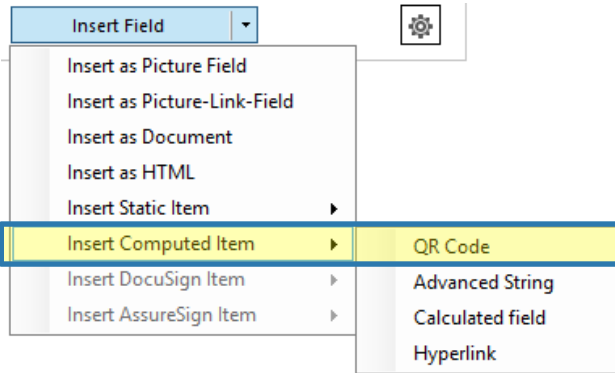 Insert Field
Insert as Picture Field
Insert as Picture-Link-Field
Insert as Document
Insert as HTML
Insert Static Item
Insert Computed Item
Insert DocuSign Item
Insert AssureSign Item
QR Code
Advanced String
Calculated field
Hyperlink